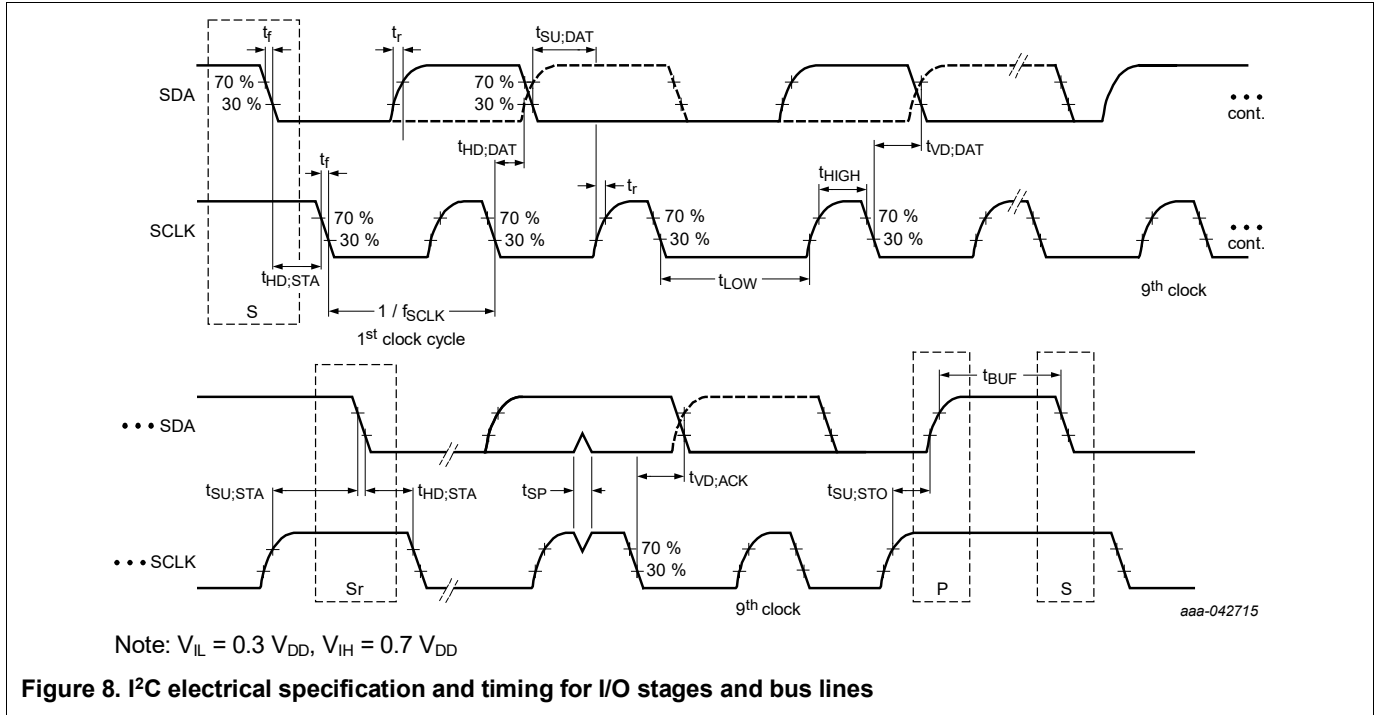 tf
tr
tSU;DAT
SDA
70 %
30 %
70 %
30 %
cont.
tHD;DAT
tVD;DAT
tf
tr
tHIGH
SCLK
70 %
30 %
70 %
30 %
70 %
30 %
70 %
30 %
cont.
tHD;STA
tLOW
9th clock
S
1 / fSCLK
1st clock cycle
tBUF
••• SDA
tSU;STA
tHD;STA
tSP
tVD;ACK
tSU;STO
••• SCLK
70 %
30 %
Sr
9th clock
P
S
aaa-042715
Note: VIL = 0.3 VDD, VIH = 0.7 VDD
Figure 8. I2C electrical specification and timing for I/O stages and bus lines